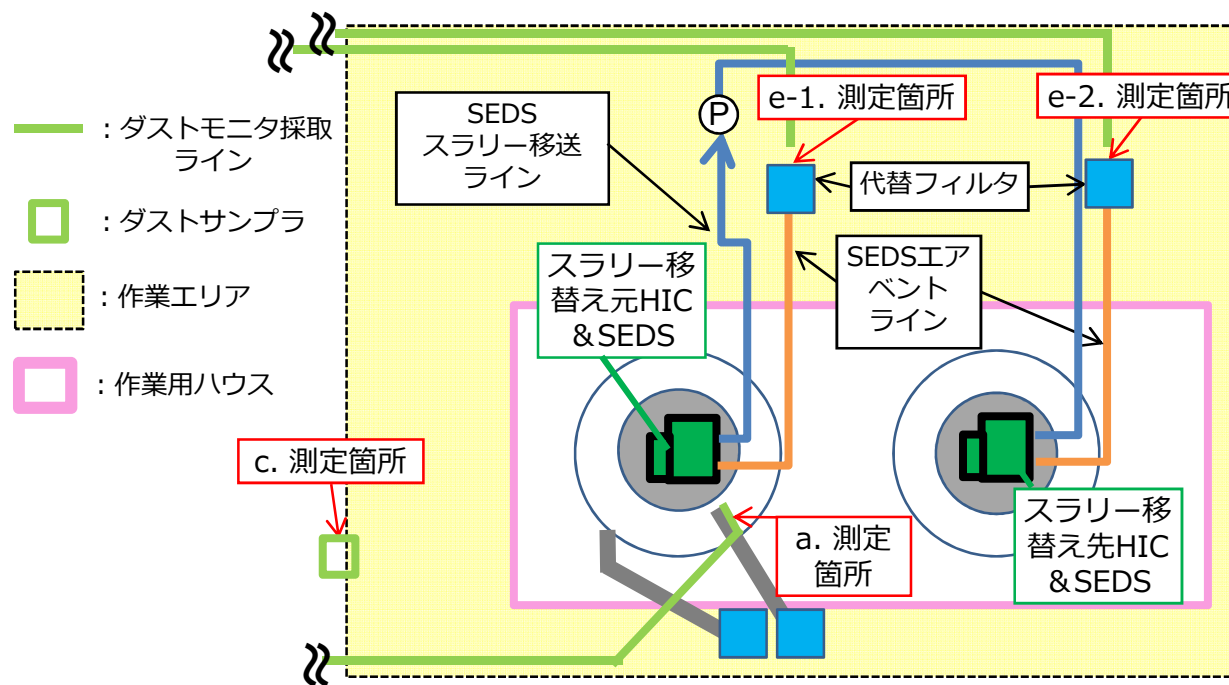 ：ダストモニタ採取
ライン
：ダストサンプラ
：作業エリア
：作業用ハウス
SEDS
スラリー移送
ライン
P
e-1. 測定箇所
e-2. 測定箇所
代替フィルタ
スラリー移
替え元HIC
＆SEDS
SEDSエア
ベント
ライン
c. 測定箇所
a. 測定
箇所
スラリー移
替え先HIC
＆SEDS